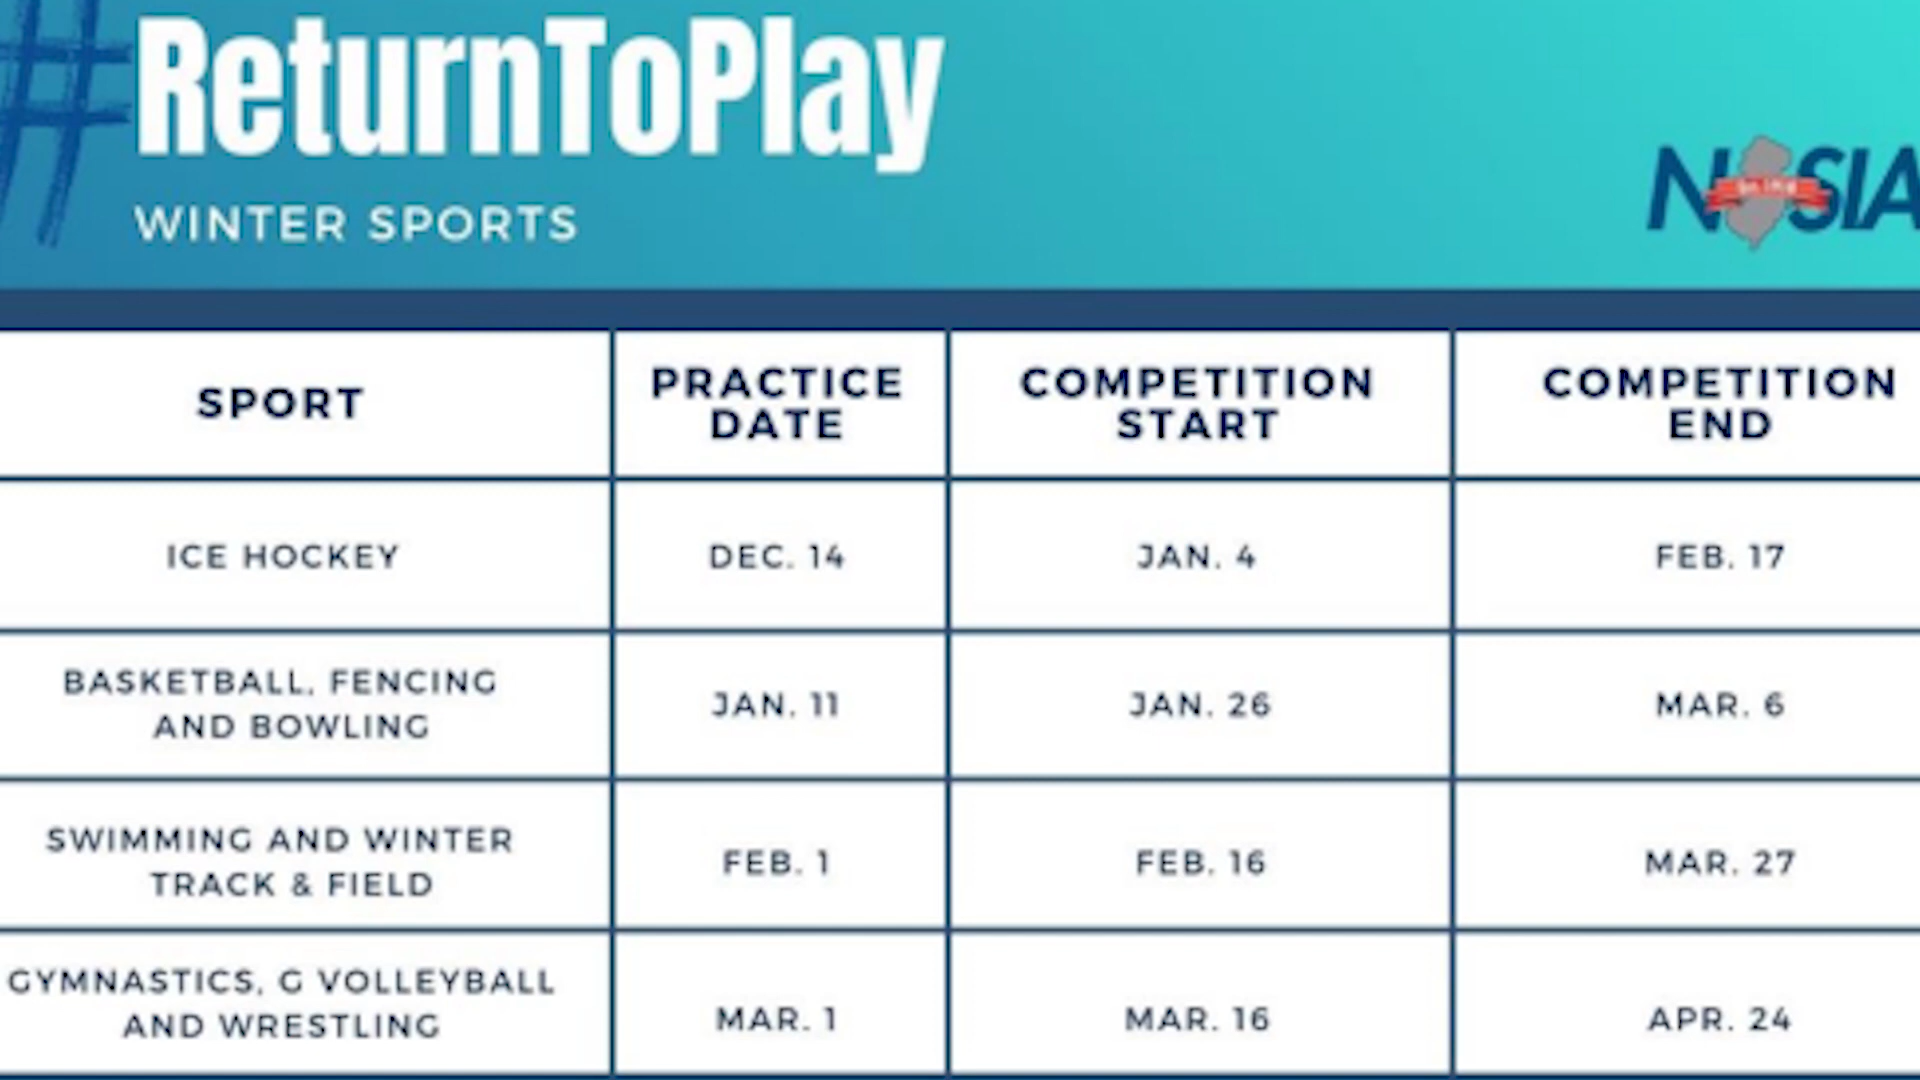 #ReturnToPlay
WINTER SPORTS
SPORT
PRACTICE
DATE
COMPETITION
START
COMPETITION
END
ICE HOCKEY
DEC. 14
JAN. 4
FEB. 17
BASKETBALL, FENCING
AND BOWLING
JAN. 11
JAN. 26
MAR. 6
SWIMMING AND WINTER
TRACK & FIELD
FEB. 1
FEB. 16
MAR. 27
GYMNASTICS, G VOLLEYBALL
AND WRESTLING
MAR. 1
MAR. 16
APR. 24